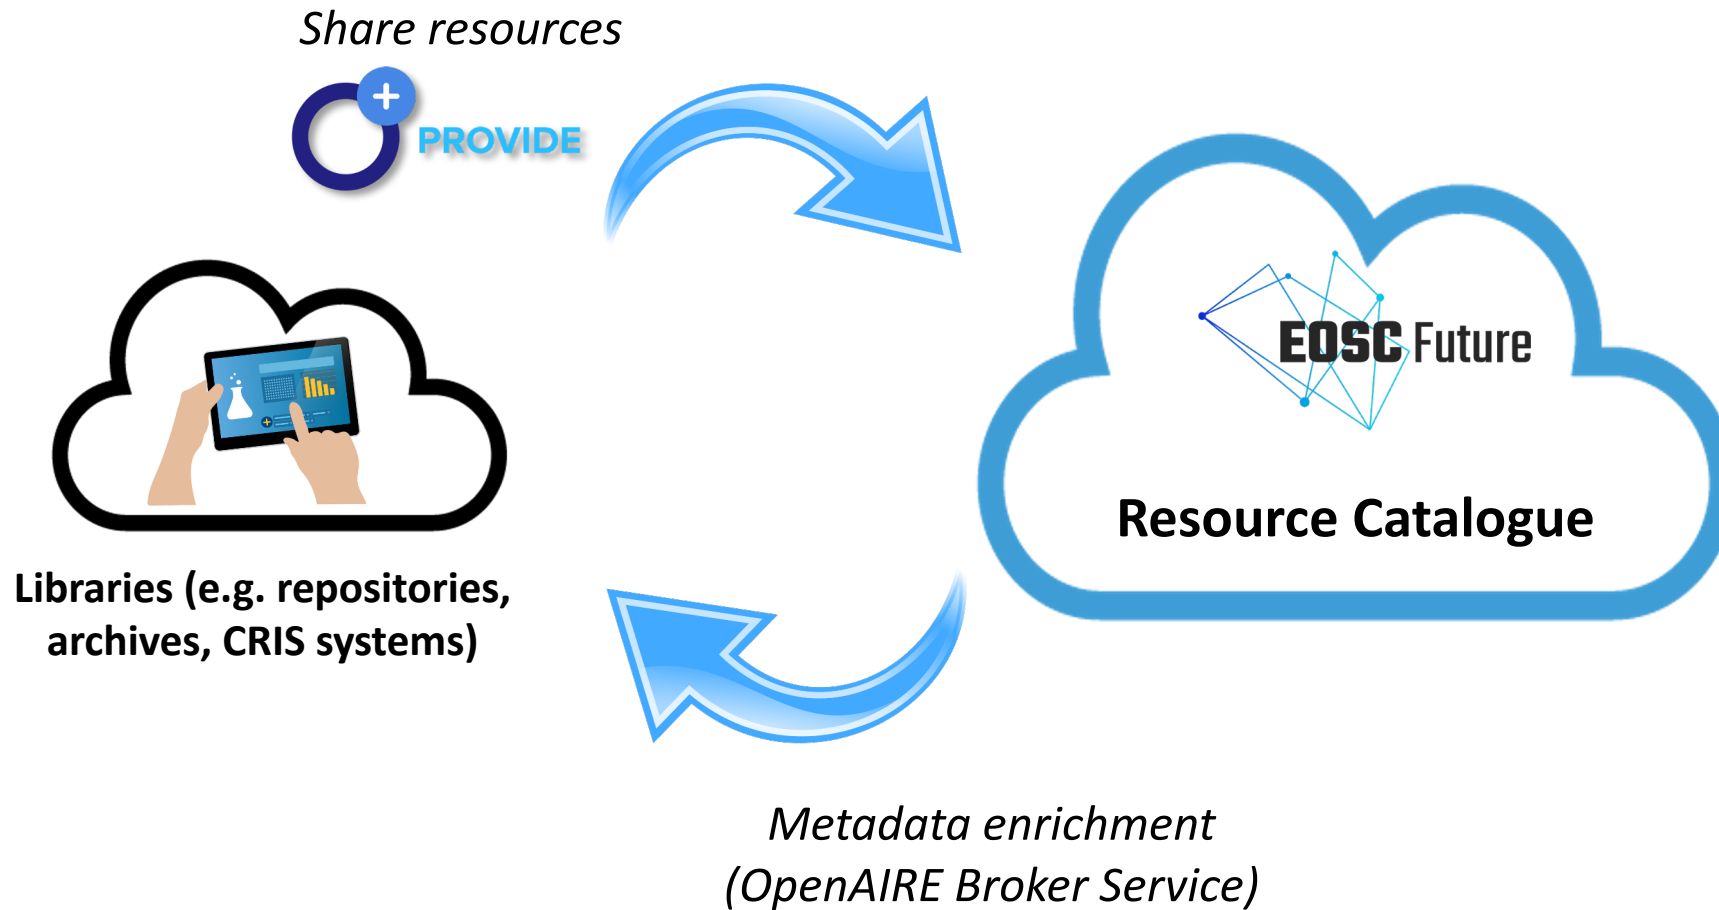 Share resources
PROVIDE
EOSC Future
Resource Catalogue
Libraries (e.g. repositories,
archives, CRIS systems)
Metadata enrichment
(OpenAIRE Broker Service)